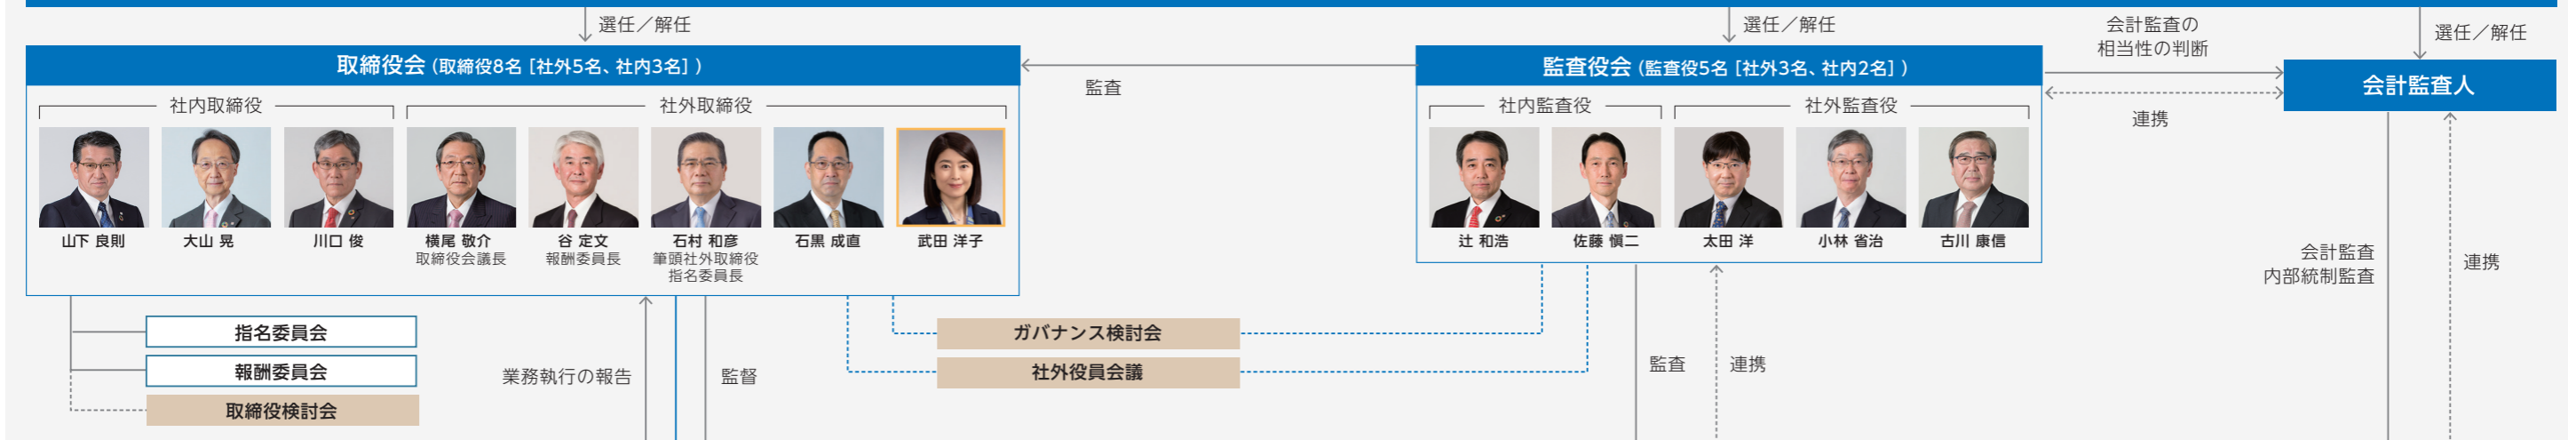 選任／解任
選任／解任
会計監査の
相当性の判断
選任／解任
取締役会（取締役8名［社外5名、社内3名］）
監査
監査役会（監査役5名［社外3名、社内2名］）
連携
会計監査人
社内取締役
社外取締役
社内監査役
社外監査役
山下 良則
大山 晃
川口 俊
横尾 敬介
取締役会議長
谷 定文
報酬委員長
石村 和彦
筆頭社外取締役
指名委員長
石黒 成直
武田 洋子
辻 和浩
佐藤 愼二
太田 洋
小林 省治
古川 康信
会計監査
内部統制監査
連携
指名委員会
報酬委員会
取締役検討会
業務執行の報告
監督
ガバナンス検討会
社外役員会議
監査
連携